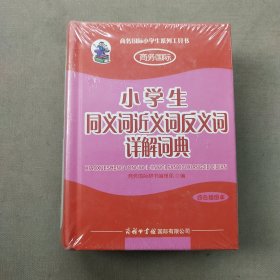 商务国际小学生系列工具书
商务国际
小学生
同义词近义词反义词
详解词典
商务国际辞书编辑部
商务印书馆国际有限公司